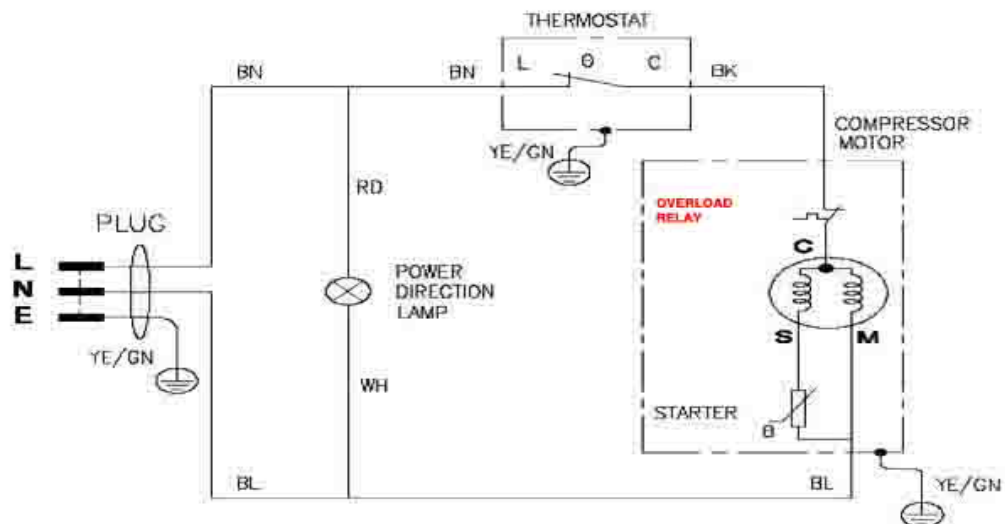 THERMOSTAT
BN
BN
L
θ
C
BK
COMPRESSOR
MOTOR
YE/GN
RD
OVERLOAD
RELAY
PLUG
L
N
E
C
POWER
DIRECTION
LAMP
S
M
YE/GN
WH
STARTER
θ
BL
BL
YE/GN